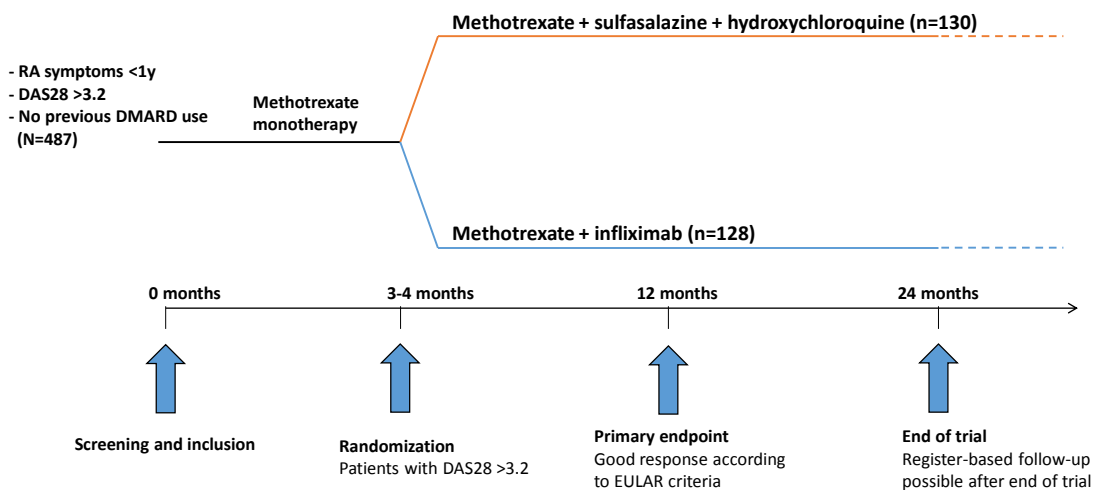 Methotrexate + sulfasalazine + hydroxychloroquine (n=130)
- RA symptoms <1y
- DAS28 >3.2
- No previous DMARD use
(N=487)
Methotrexate
monotherapy
Methotrexate + infliximab (n=128)
0 months
3-4 months
12 months
24 months
Screening and inclusion
Randomization
Patients with DAS28 >3.2
Primary endpoint
Good response according
to EULAR criteria
End of trial
Register-based follow-up
possible after end of trial